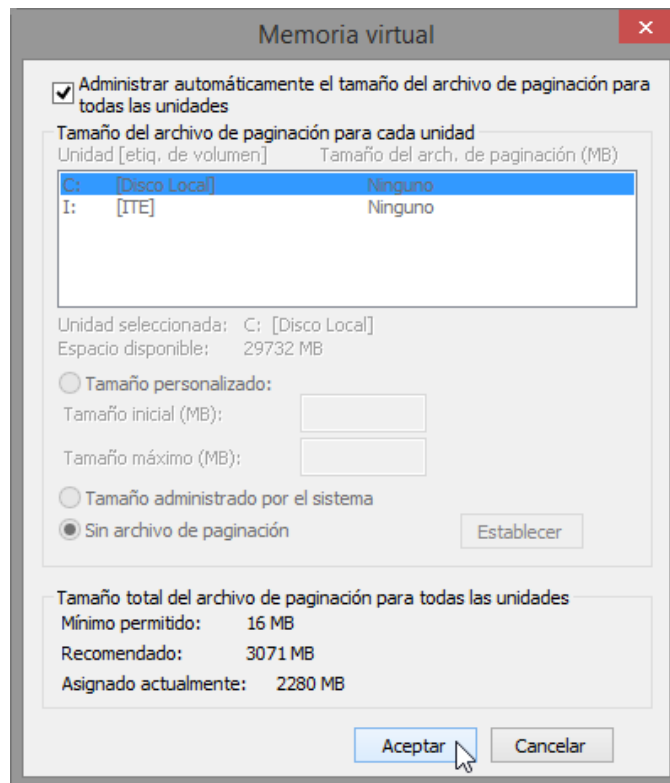 Memoria virtual
Administrar automáticamente el tamaño del archivo de paginación para
todas las unidades
Tamaño del archivo de paginación para cada unidad
Unidad [etiq. de volumen] Tamaño del arch. de paginación (MB)
C: [Disco Local] Ninguno
I: [ITE] Ninguno
Unidad seleccionada: C: [Disco Local]
Espacio disponible: 29732 MB
Tamaño personalizado:
Tamaño inicial (MB):
Tamaño máximo (MB):
Tamaño administrado por el sistema
Sin archivo de paginación Establecer
Tamaño total del archivo de paginación para todas las unidades
Mínimo permitido: 16 MB
Recomendado: 3071 MB
Asignado actualmente: 2280 MB
Aceptar Cancelar